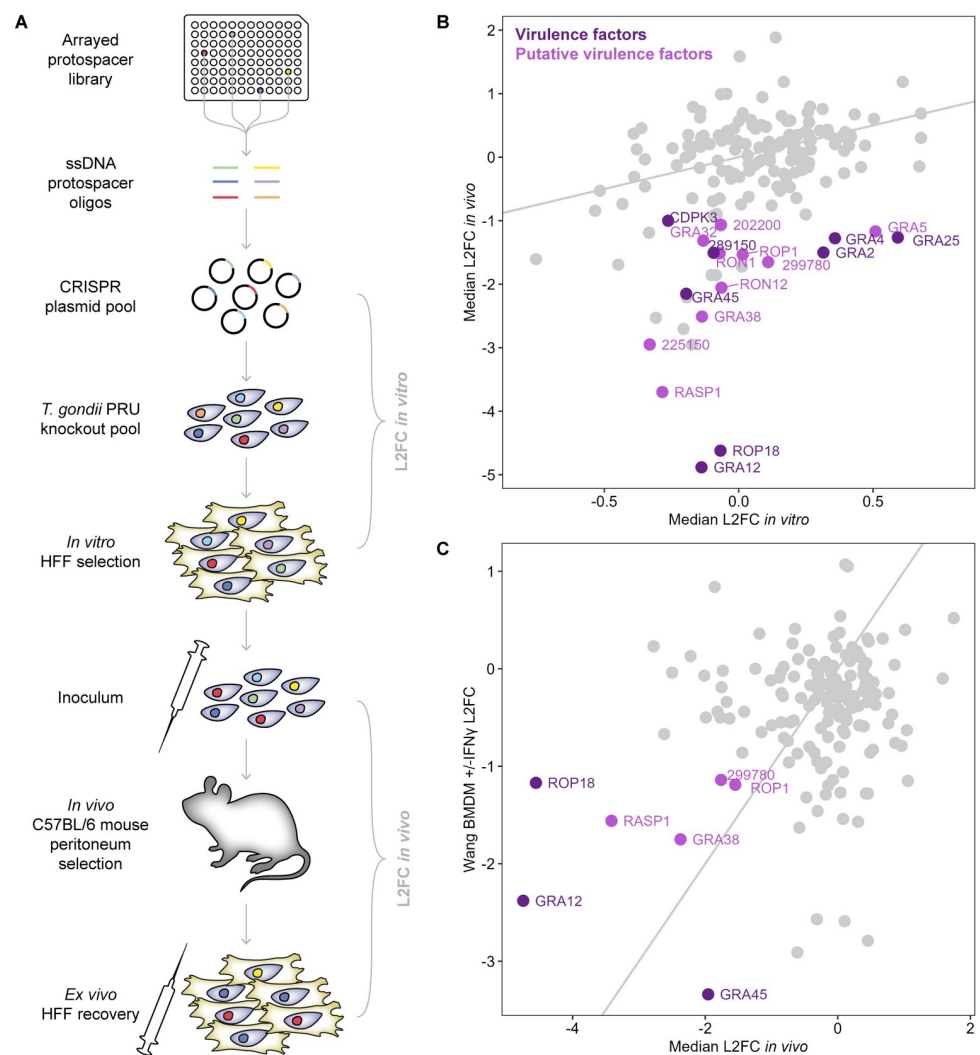 A
Arrayed
protospacer
library
ssDNA
protospacer
oligos
CRISPR
plasmid pool
T. gondii PRU
knockout pool
In vitro
HFF selection
Inoculum
In vivo
C57BL/6 mouse
peritoneum
selection
Ex vivo
HFF recovery
L2FC in vitro
L2FC in vivo
B
Virulence factors
Putative virulence factors
2
1
0
-1
-2
-3
-4
-5
Median L2FC in vivo
CDPK3
202200
GRA32
289150
ROP1
RON1
299780
GRA5
GRA4
GRA25
GRA2
RON12
GRA45
GRA38
225150
RASP1
ROP18
GRA12
-0.5
0.0
0.5
Median L2FC in vitro
C
1
0
-1
-2
-3
Wang BMDM +/-IFNγ L2FC
299780
ROP1
ROP18
RASP1
GRA38
GRA12
GRA45
-4
-2
0
2
Median L2FC in vivo